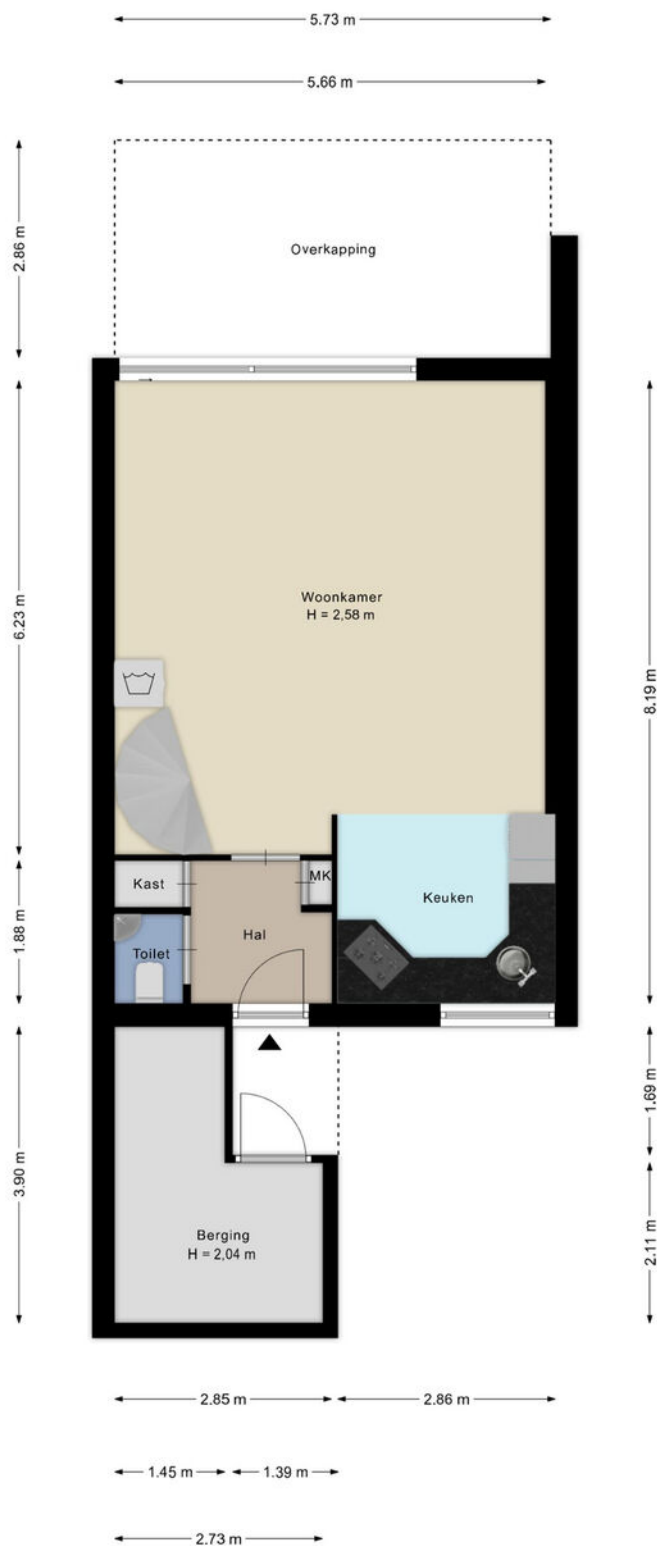 5.73 m
5.66 m
2.86 m
Overkapping
6.23 m
8.19 m
Woonkamer
H = 2,58 m
1.88 m
Kast
MK
Keuken
Hal
Toilet
3.90 m
1.69 m
2.11 m
Berging
H = 2,04 m
2.85 m
2.86 m
1.45 m
1.39 m
2.73 m